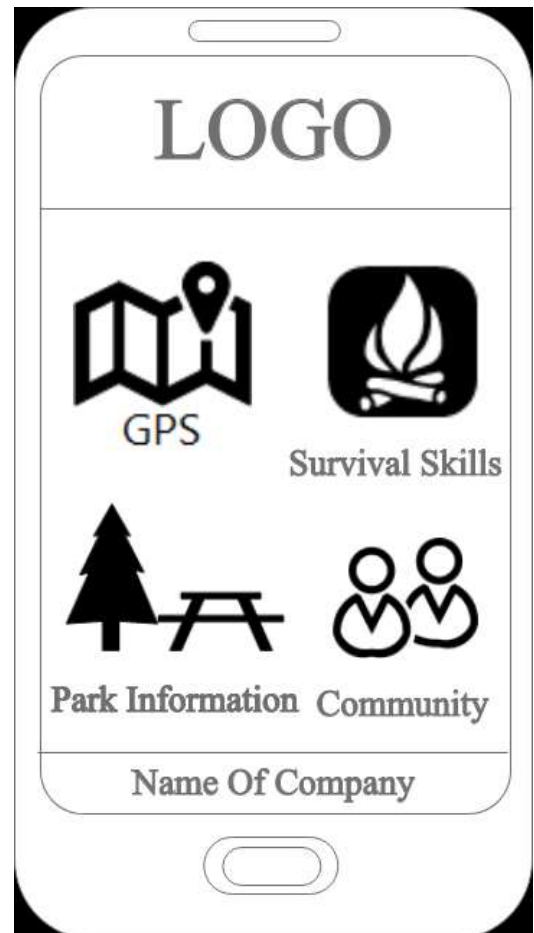 LOGO
GPS
Survival Skills
Park Information
Community
Name Of Company